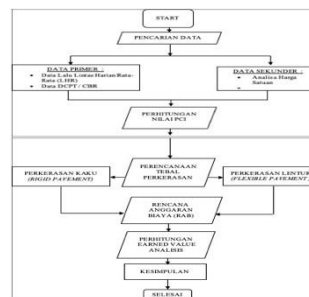 START
PENCARIAN DATA
DATA PRIMER :
• Data Lalu Lintas Harian Rata-
Rata (LHR)
• Data DCPT / CBR
DATA SEKUNDER :
• Analisa Harga
Satuan
•
PERHITUNGAN
NILAI PCI
PERKERASAN KAKU
(RIGID PAVEMENT)
PERENCANAAN
TEBAL
PERKERASAN
PERKERASAN LENTUR
(FLEXIBLE PAVEMENT)
RENCANA
ANGGARAN
BIAYA (RAB)
PERHITUNGAN
EARNED VALUE
ANALISIS
KESIMPULAN
SELESAI